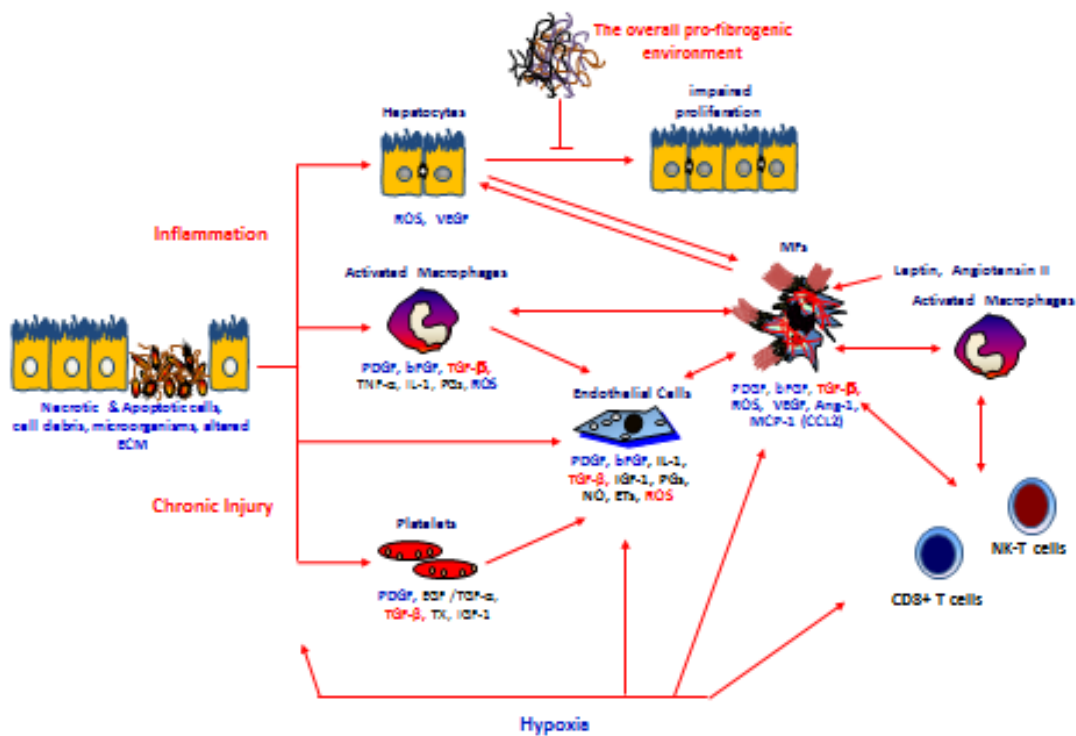 The overall pro-fibrogenic
environment
impaired
proliferation
Hepatocytes
ROS, VEGF
Inflammation
MFs
Leptin, Angiotensin II
Activated Macrophages
Activated Macrophages
PDGF, bFGF, TGF-β,
TNF-α, IL-1, PGs, ROS
Necrotic & Apoptotic cells,
cell debris, microorganisms, altered
ECM
Endothelial Cells
PDGF, bFGF, TGF-β,
ROS, VEGF, Ang-1,
MCP-1 (CCL2)
PDGF, bFGF, IL-1,
TGF-β, IGF-1, PGs,
NO, ETs, ROS
Chronic Injury
Platelets
PDGF, EGF /TGF-α,
TGF-β, TX, IGF-1
NK-T cells
CD8+ T cells
Hypoxia